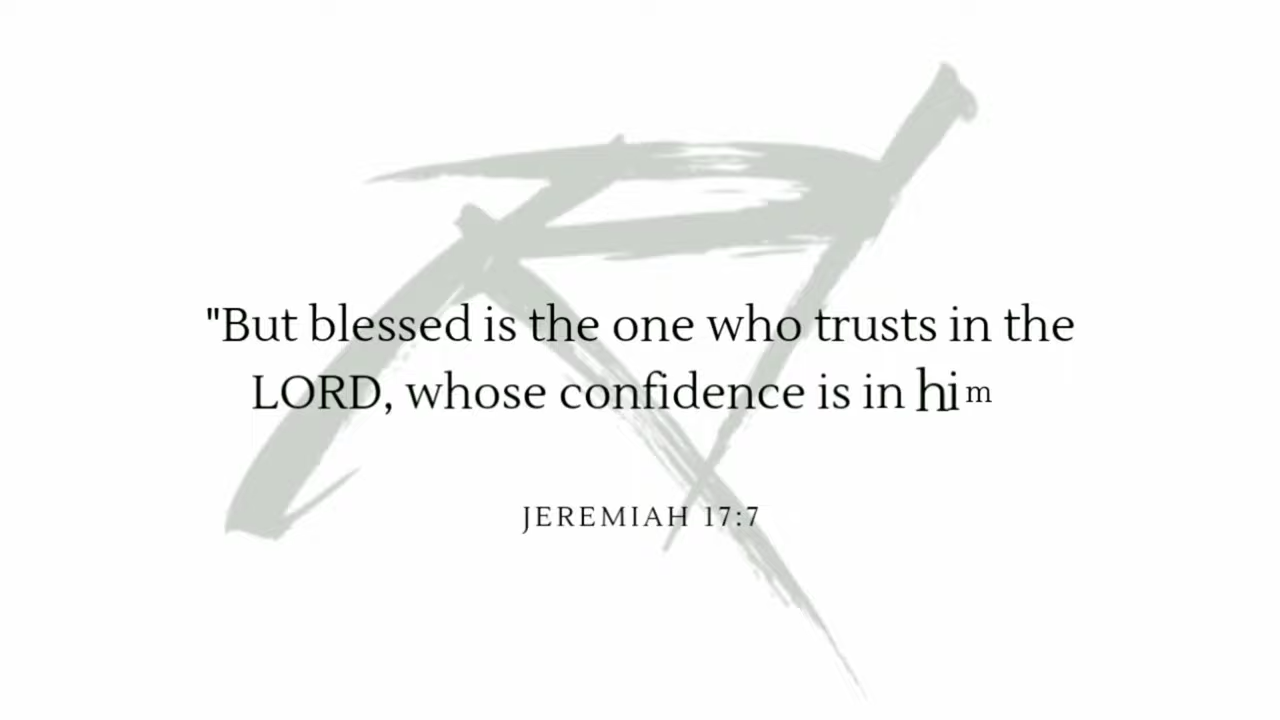 "But blessed is the one who trusts in the
LORD, whose confidence is in him
JEREMIAH 17:7